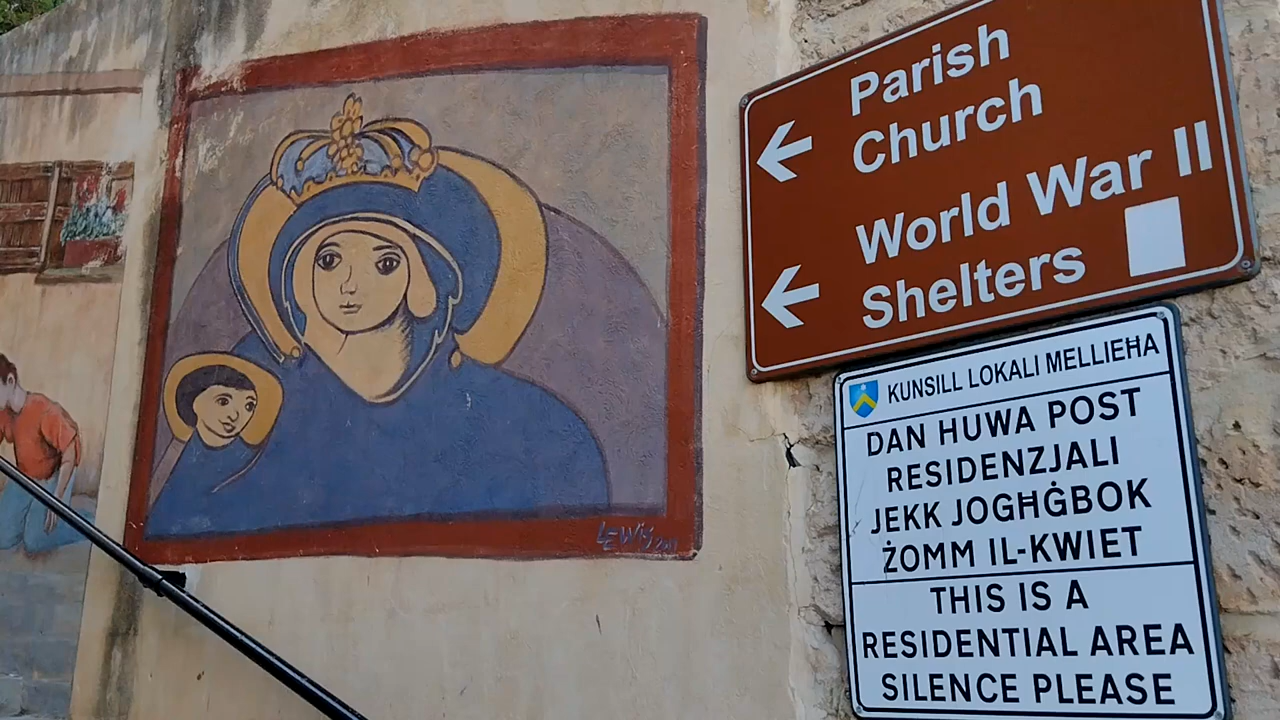 Parish
Church
World War II
Shelters
KUNSILL LOKALI MELLIEĦA
DAN HUWA POST
RESIDENZJALI
JEKK JOGĦĠBOK
ŻOMM IL-KWIET
THIS IS A
RESIDENTIAL AREA
SILENCE PLEASE
LEWIS